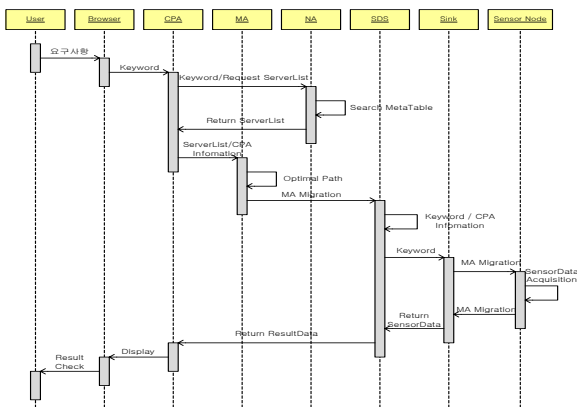 User Browser CPA MA NA SDS Sink Sensor Node
요구사항
Keyword
Keyword/Request ServerList
Search MetaTable
Return ServerList
ServerList/CPA
Infomation
Optimal Path
MA Migration
Keyword / CPA
Infomation
Keyword
MA Migration
SensorData
Acquisition
MA Migration
Return
SensorData
Return ResultData
Display
Result
Check